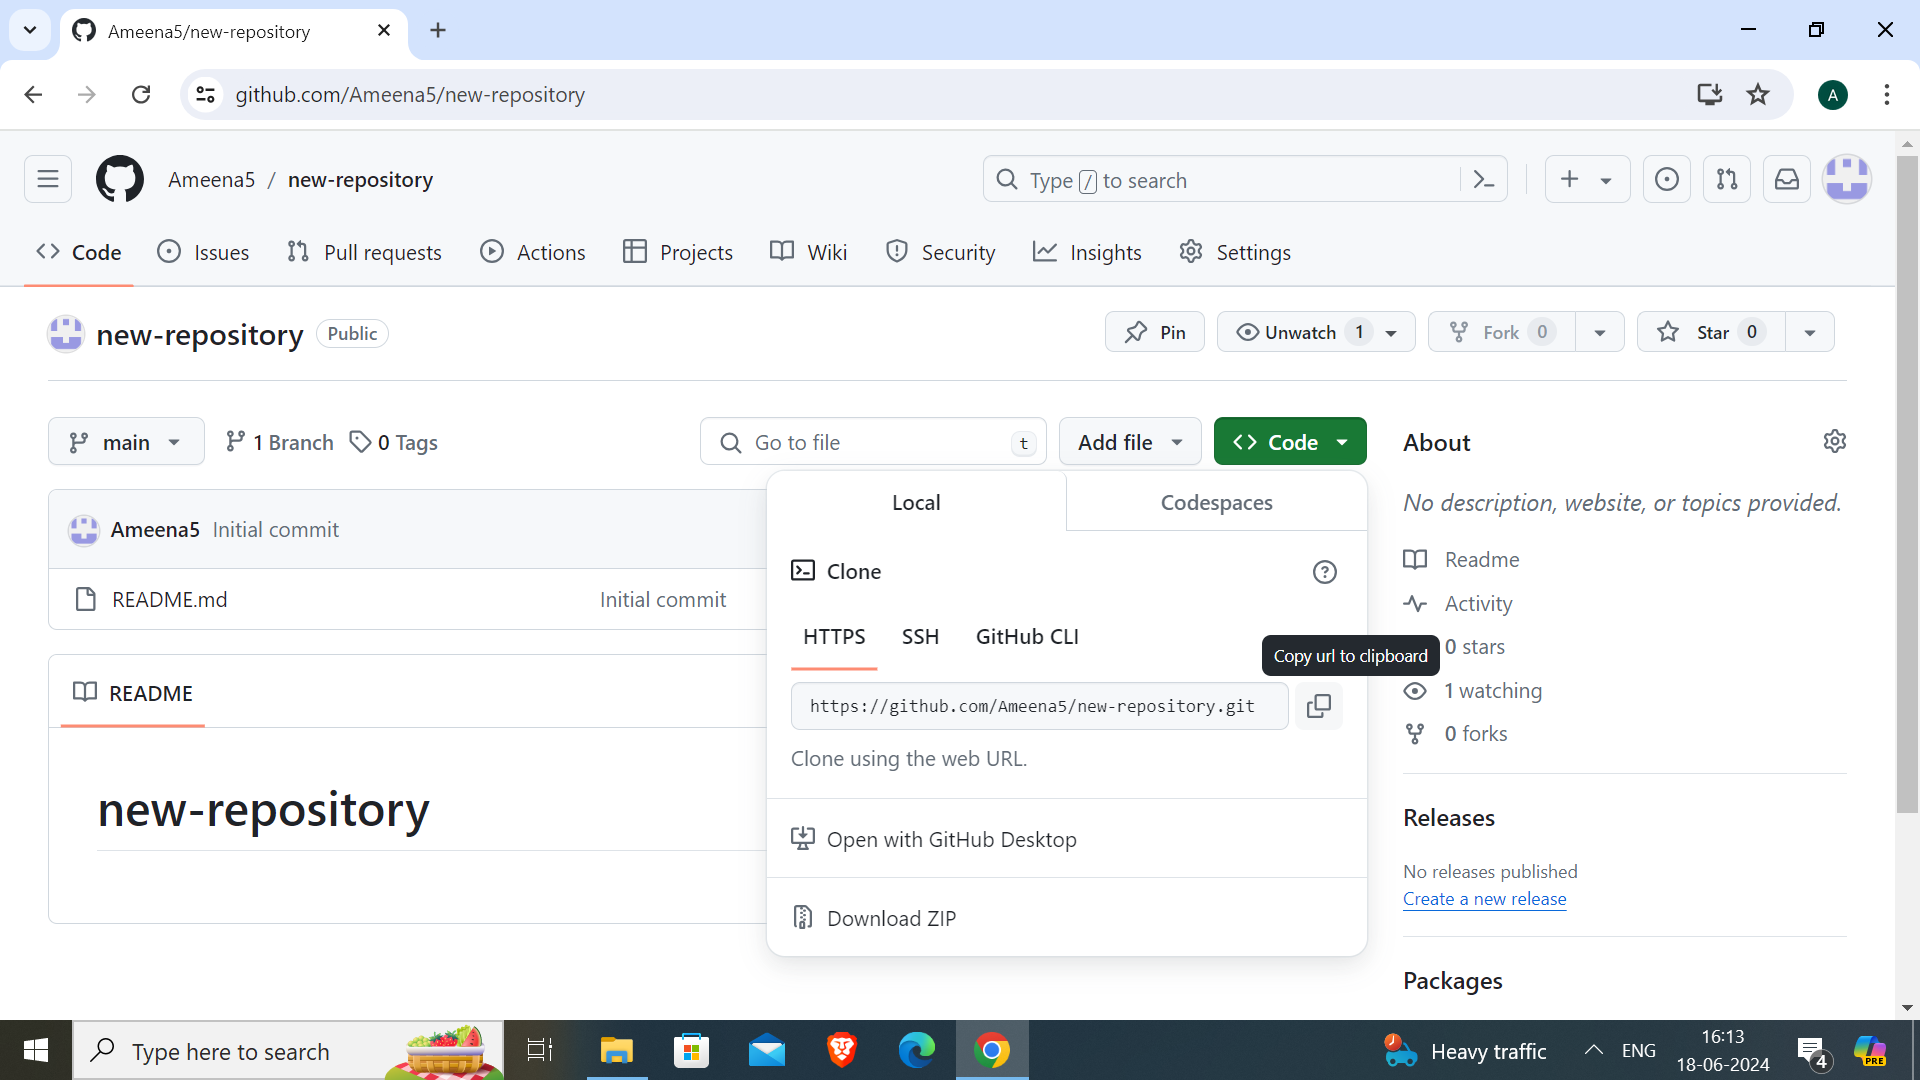 Ameena5/new-repository
github.com/Ameena5/new-repository
A
Ameena5 / new-repository
Type / to search
Code Issues Pull requests Actions Projects Wiki Security Insights Settings
new-repository Public
Pin Unwatch 1 Fork 0 Star 0
main 1 Branch 0 Tags Go to file t Add file Code
About
Local Codespaces
No description, website, or topics provided.
Ameena5 Initial commit
README.md Initial commit
Clone
HTTPS SSH GitHub CLI
Copy url to clipboard
https://github.com/Ameena5/new-repository.git
Clone using the web URL.
Open with GitHub Desktop
Download ZIP
README
new-repository
Readme
Activity
0 stars
1 watching
0 forks
Releases
No releases published
Create a new release
Packages
Type here to search
Heavy traffic
ENG
16:13
18-06-2024
4
PRE